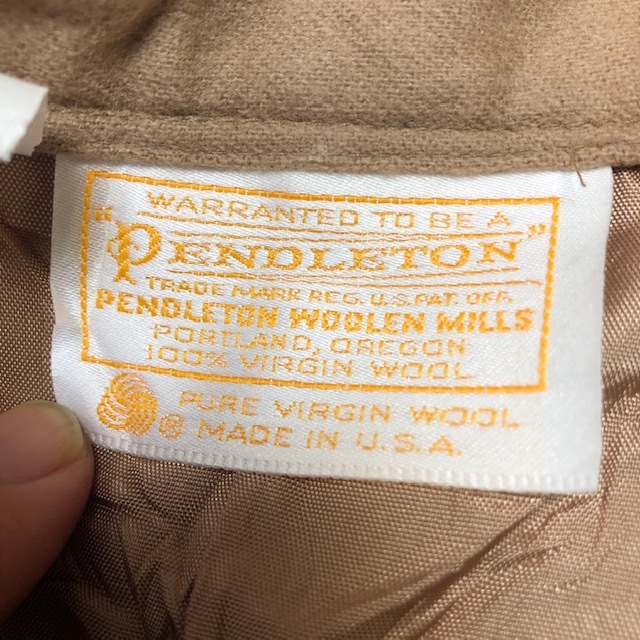 WARRANTED TO BE A
"PENDLETON"
TRADE MARK REG. U.S. PAT. OFF.
PENDLETON WOOLEN MILLS
PORTLAND, OREGON
100% VIRGIN WOOL
PURE VIRGIN WOOL
® MADE IN U.S.A.